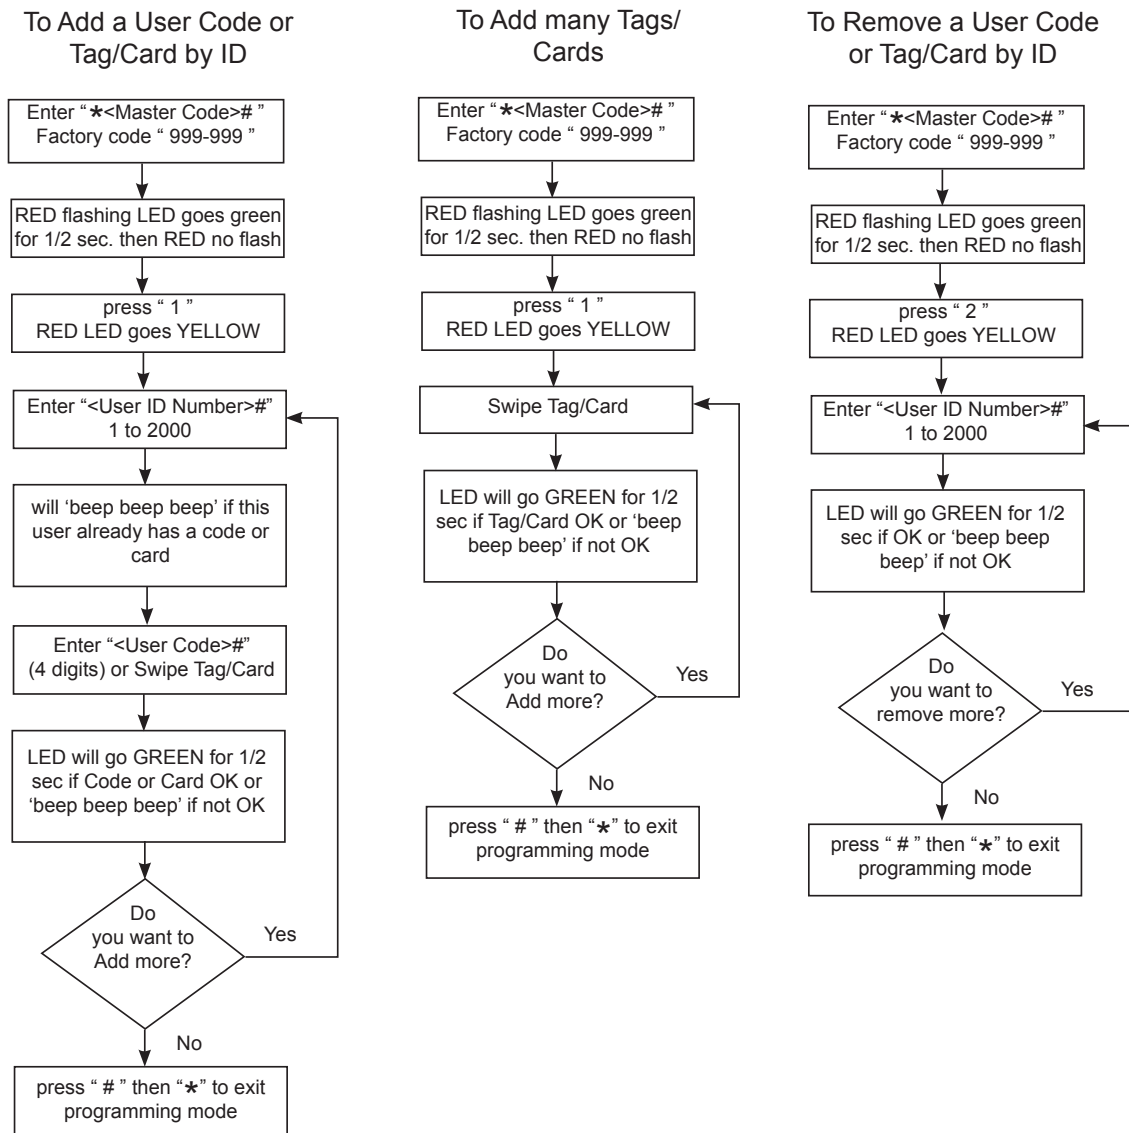 To Add a User Code or
Tag/Card by ID
Enter “*<Master Code># ”
Factory code “ 999-999 ”
RED flashing LED goes green
for 1/2 sec. then RED no flash
press “ 1 ”
RED LED goes YELLOW
Enter “<User ID Number>#”
1 to 2000
will ‘beep beep beep’ if this
user already has a code or
card
Enter “<User Code>#”
(4 digits) or Swipe Tag/Card
LED will go GREEN for 1/2
sec if Code or Card OK or
‘beep beep beep’ if not OK
Do
you want to
Add more?
Yes
No
press “ # ” then “*” to exit
programming mode
To Add many Tags/
Cards
Enter “*<Master Code># ”
Factory code “ 999-999 ”
RED flashing LED goes green
for 1/2 sec. then RED no flash
press “ 1 ”
RED LED goes YELLOW
Swipe Tag/Card
LED will go GREEN for 1/2
sec if Tag/Card OK or ‘beep
beep beep’ if not OK
Do
you want to
Add more?
Yes
No
press “ # ” then “*” to exit
programming mode
To Remove a User Code
or Tag/Card by ID
Enter “*<Master Code># ”
Factory code “ 999-999 ”
RED flashing LED goes green
for 1/2 sec. then RED no flash
press “ 2 ”
RED LED goes YELLOW
Enter “<User ID Number>#”
1 to 2000
LED will go GREEN for 1/2
sec if OK or ‘beep beep
beep’ if not OK
Do
you want to
remove more?
Yes
No
press “ # ” then “*” to exit
programming mode